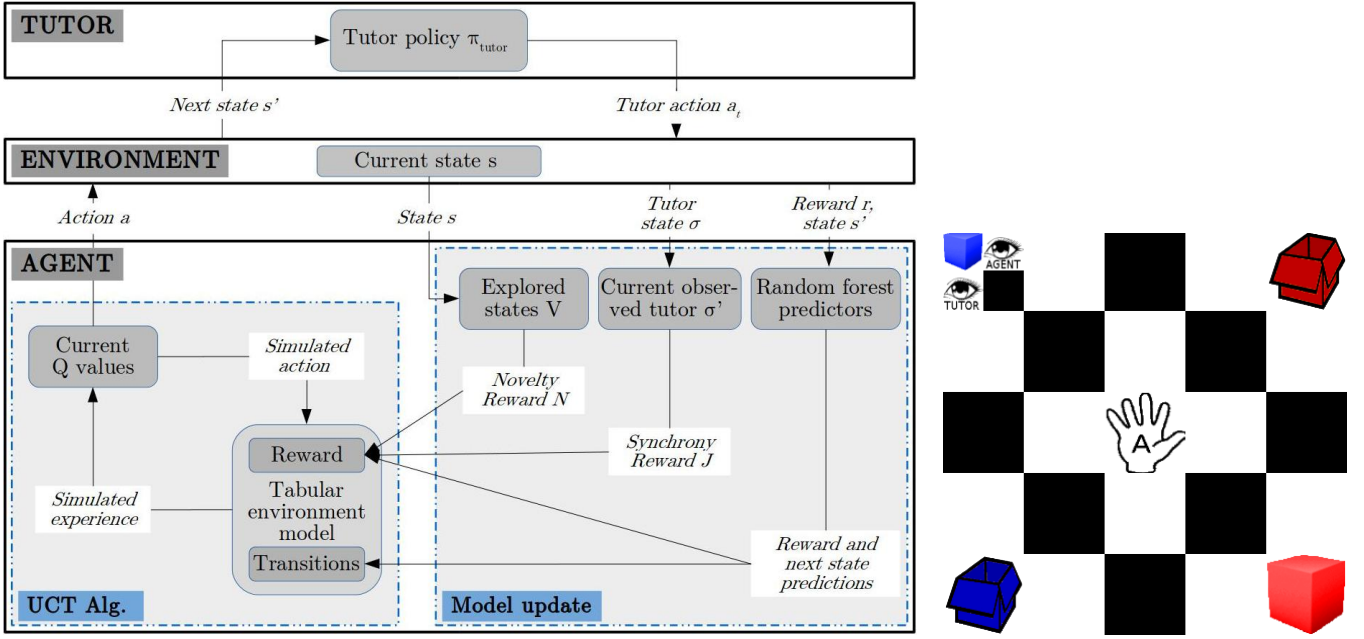 TUTOR
Tutor policy π_tutor
Next state s’
Tutor action a_t
ENVIRONMENT
Current state s
Action a
State s
Tutor
state σ
Reward r,
state s’
AGENT
Explored
states V
Current obser-
ved tutor σ’
Random forest
predictors
Current
Q values
Simulated
action
Novelty
Reward N
Reward
Synchrony
Reward J
Tabular
environment
model
Simulated
experience
Transitions
Reward and
next state
predictions
UCT Alg.
Model update
AGENT
TUTOR
A